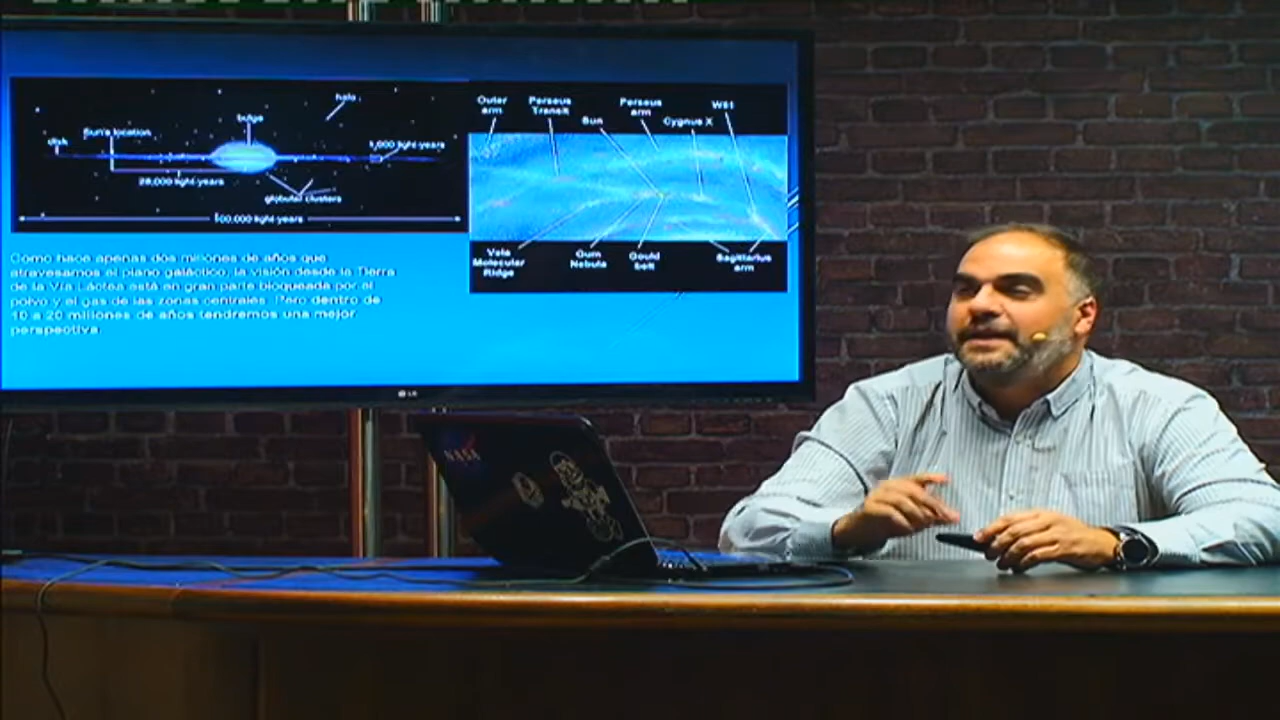 halo
bulge
Sun's location
disk
1,000 light-years
28,000 light-years
globular clusters
100,000 light-years
Outer
arm
Perseus
Transit
Sun
Perseus
arm
Cygnus X
W51
Vela
Molecular
Ridge
Gum
Nebula
Gould
belt
Sagittarius
arm
Como hace apenas dos millones de años que
atravesamos el plano galáctico, la visión desde la Tierra
de la Vía Láctea está en gran parte bloqueada por el
polvo y el gas de las zonas centrales. Pero dentro de
10 a 20 millones de años tendremos una mejor
perspectiva.
LG
NASA